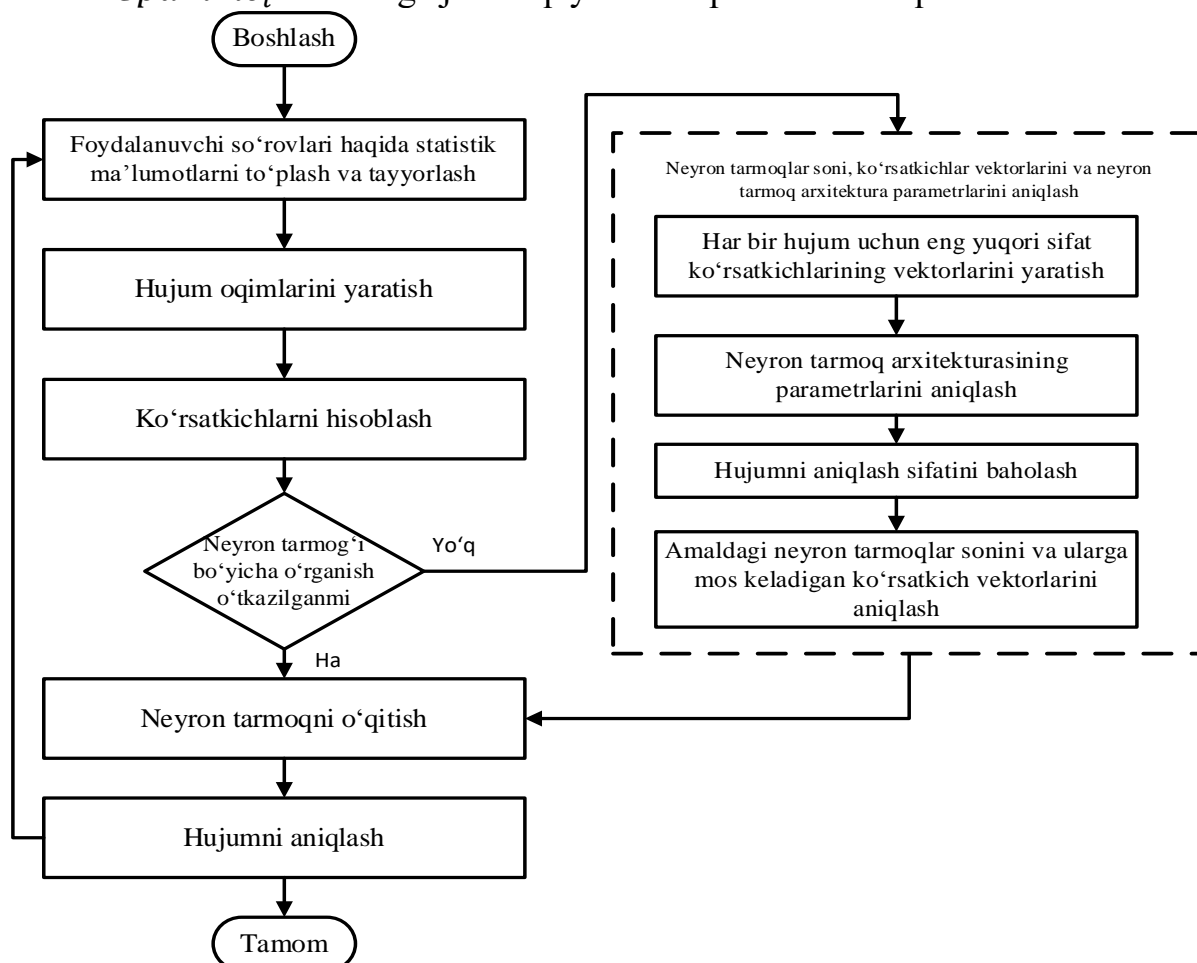 Boshlash
Foydalanuvchi so‘rovlari haqida statistik
ma’lumotlarni to‘plash va tayyorlash
Hujum oqimlarini yaratish
Ko‘rsatkichlarni hisoblash
Neyron tarmog‘i
bo‘yicha o‘rganish
o‘tkazilganmi
Yo‘q
Ha
Neyron tarmoqni o‘qitish
Hujumni aniqlash
Tamom
Neyron tarmoqlar soni, ko‘rsatkichlar vektorlarini va neyron
tarmoq arxitektura parametrlarini aniqlash
Har bir hujum uchun eng yuqori sifat
ko‘rsatkichlarining vektorlarini yaratish
Neyron tarmoq arxitekturasining
parametrlarini aniqlash
Hujumni aniqlash sifatini baholash
Amaldagi neyron tarmoqlar sonini va ularga
mos keladigan ko‘rsatkich vektorlarini
aniqlash